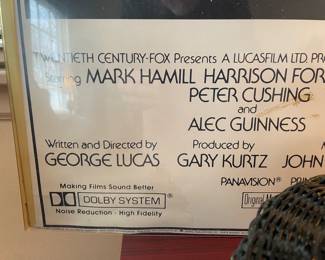 TWENTIETH CENTURY-FOX Presents A LUCASFILM LTD.
Starring MARK HAMILL HARRISON
PETER CUSHING
and
ALEC GUINNESS
Written and Directed by Produced by
GEORGE LUCAS GARY KURTZ JOHN
PANAVISION®
Making Films Sound Better
DOLBY SYSTEM®
Noise Reduction · High Fidelity
Original